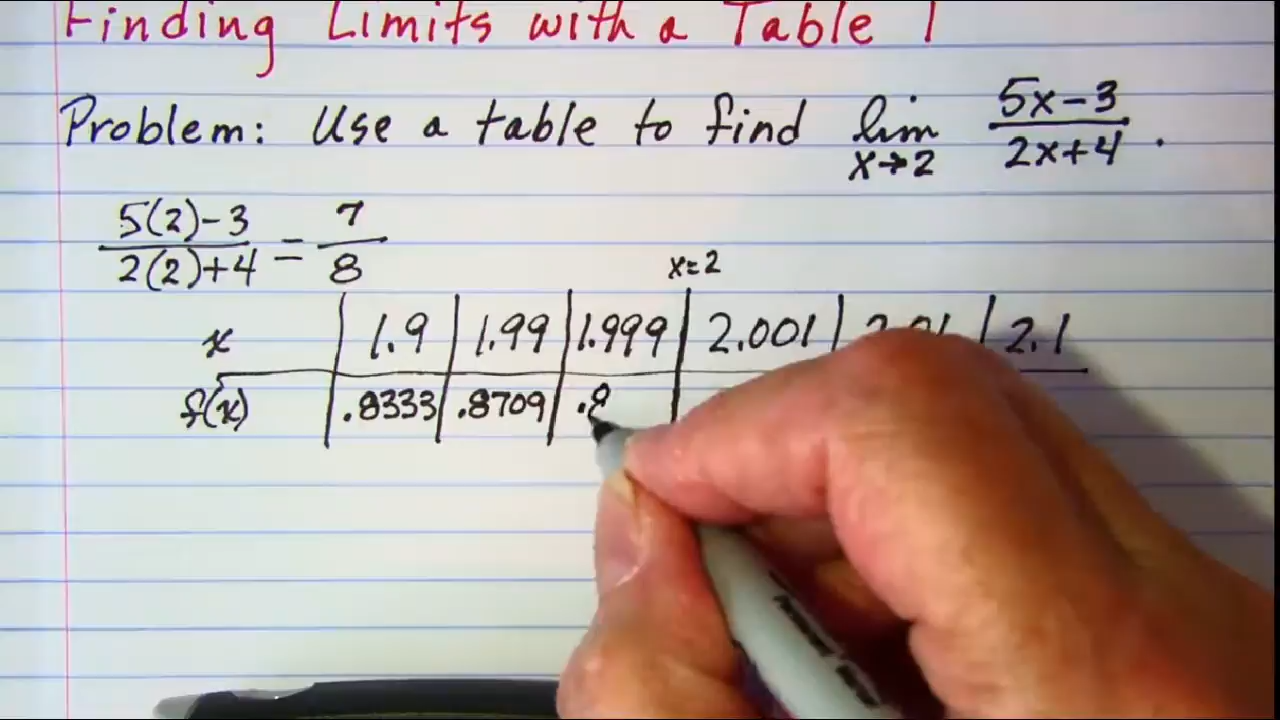 Finding Limits with a Table 1
Problem: Use a table to find lim 5x-3
x→2 2x+4 .
5(2)-3 = 7
2(2)+4 8
x=2
x 1.9 1.99 1.999 2.001 2.1
f(x) .8333 .8709 .8